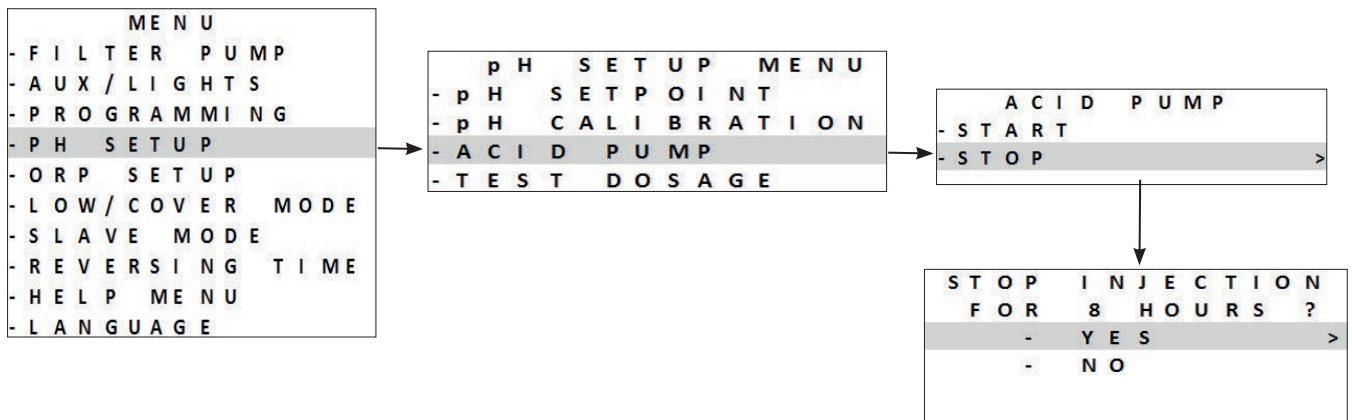 MENU
-FILTER PUMP
-AUX/LIGHTS
-PROGRAMMING
-PH SETUP
-ORP SETUP
-LOW/COVER MODE
-SLAVE MODE
-REVERSING TIME
-HELP MENU
-LANGUAGE
pH SETUP MENU
-pH SETPOINT
-pH CALIBRATION
-ACID PUMP
-TEST DOSAGE
ACID PUMP
-START
-STOP >
STOP INJECTION
FOR 8 HOURS ?
- YES >
- NO